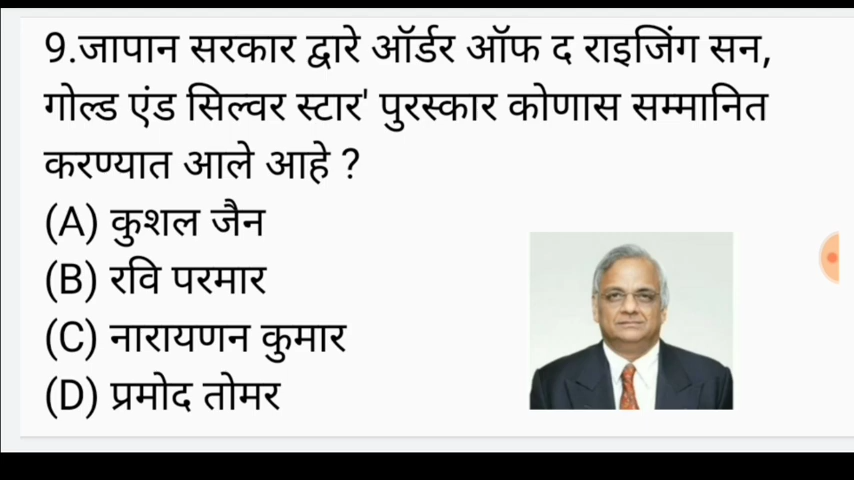 9.जापान सरकार द्वारे ऑर्डर ऑफ द राइजिंग सन,
गोल्ड एंड सिल्वर स्टार' पुरस्कार कोणास सम्मानित
करण्यात आले आहे ?
(A) कुशल जैन
(B) रवि परमार
(C) नारायणन कुमार
(D) प्रमोद तोमर